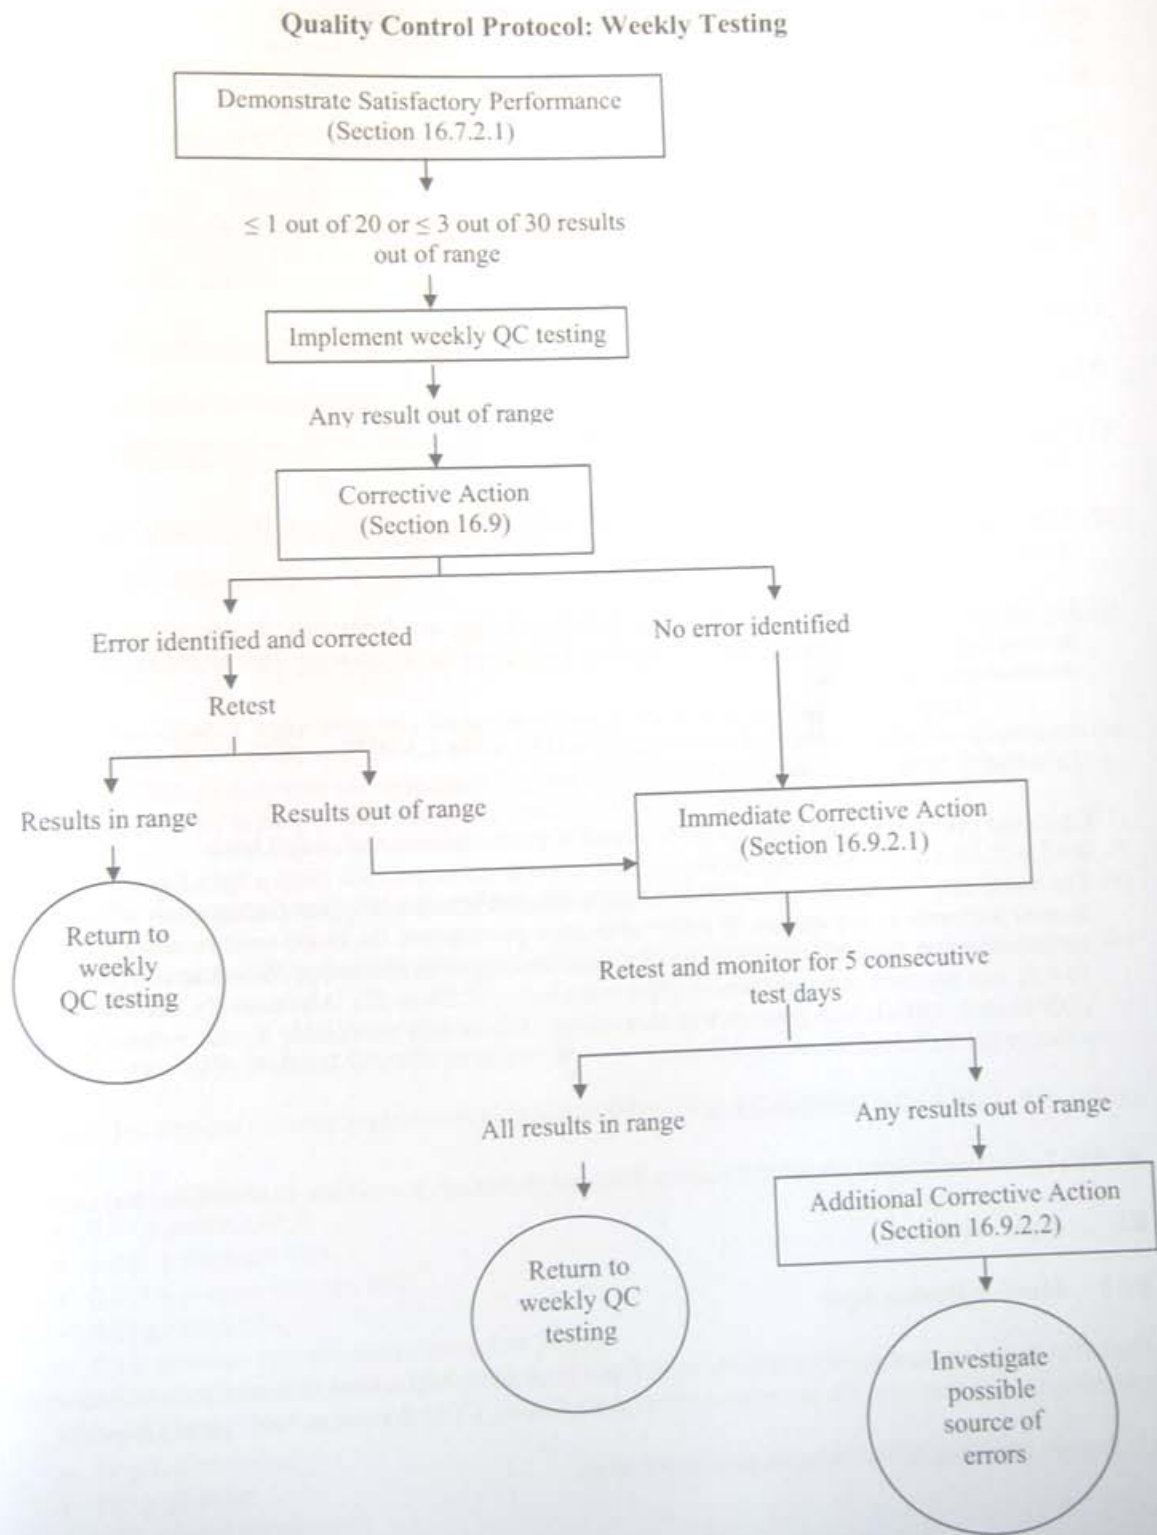 Quality Control Protocol: Weekly Testing
Demonstrate Satisfactory Performance
(Section 16.7.2.1)
≤ 1 out of 20 or ≤ 3 out of 30 results
out of range
Implement weekly QC testing
Any result out of range
Corrective Action
(Section 16.9)
Error identified and corrected
No error identified
Retest
Results in range
Results out of range
Immediate Corrective Action
(Section 16.9.2.1)
Return to
weekly
QC testing
Retest and monitor for 5 consecutive
test days
All results in range
Any results out of range
Additional Corrective Action
(Section 16.9.2.2)
Return to
weekly QC
testing
Investigate
possible
source of
errors